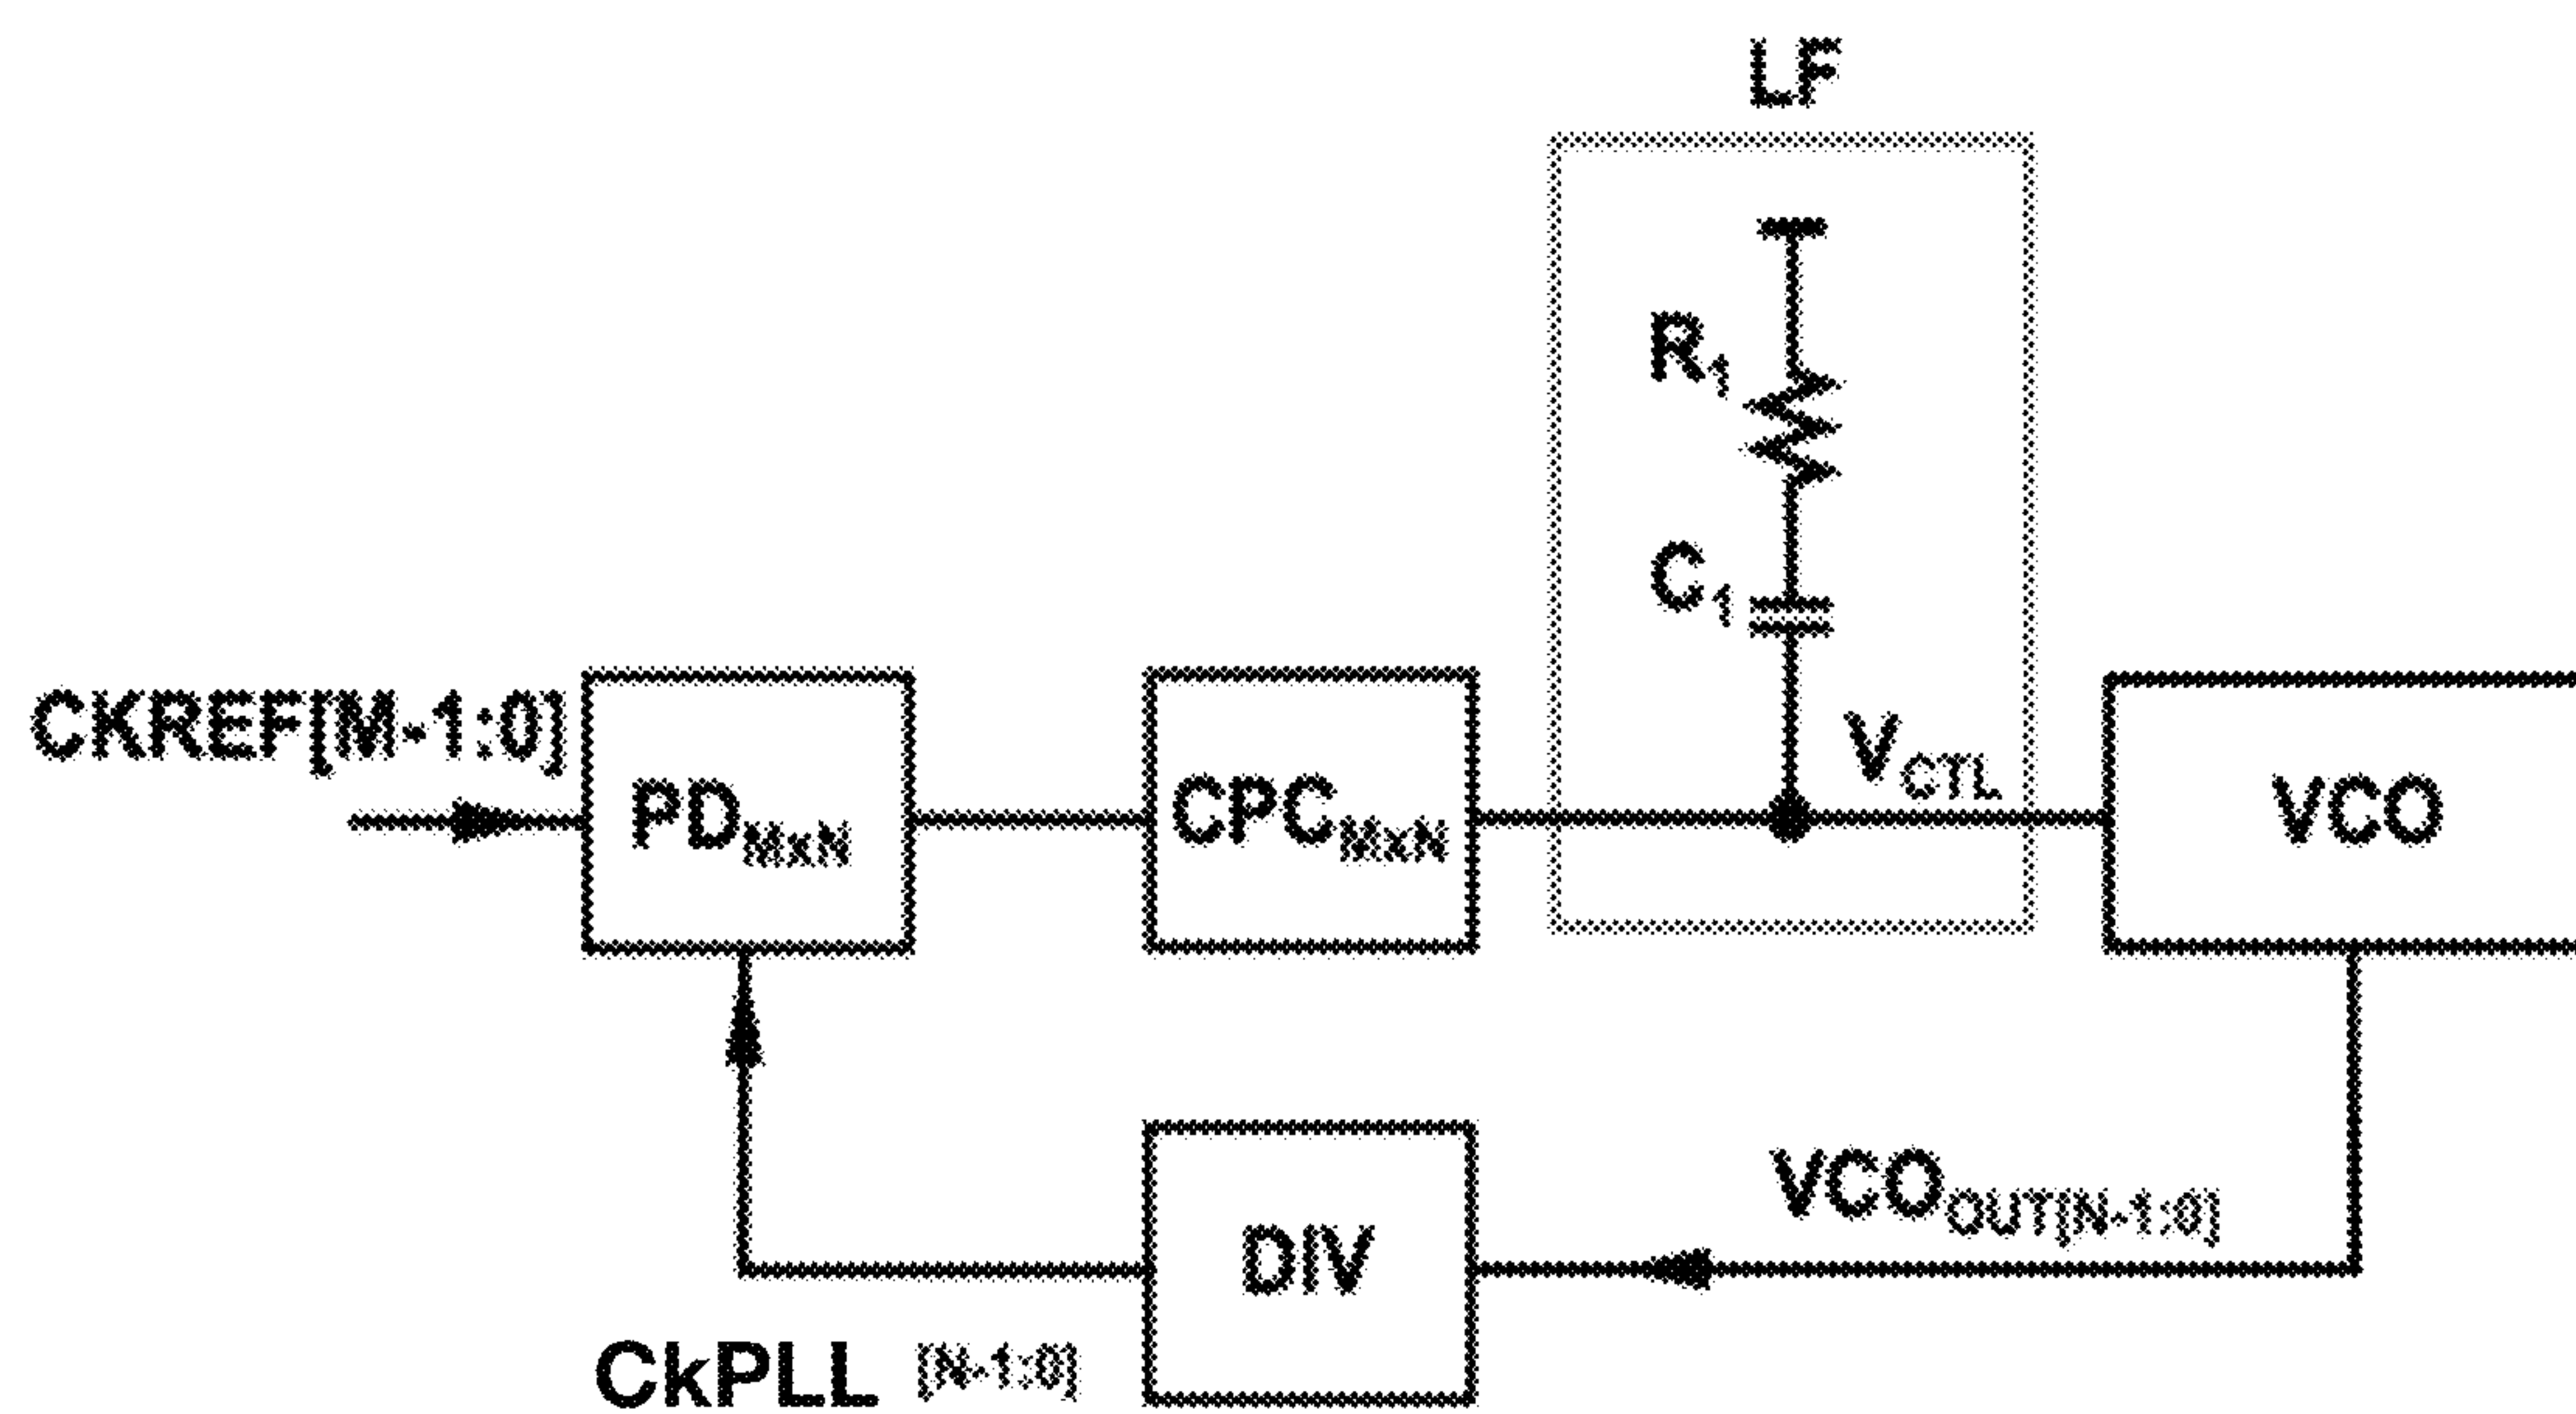 LF
R1
C1
CKREF[M-1:0]
VCTL
PDMxN
CPCMxN
VCO
VCOOUT[N-1:0]
DIV
CkPLL [N-1:0]